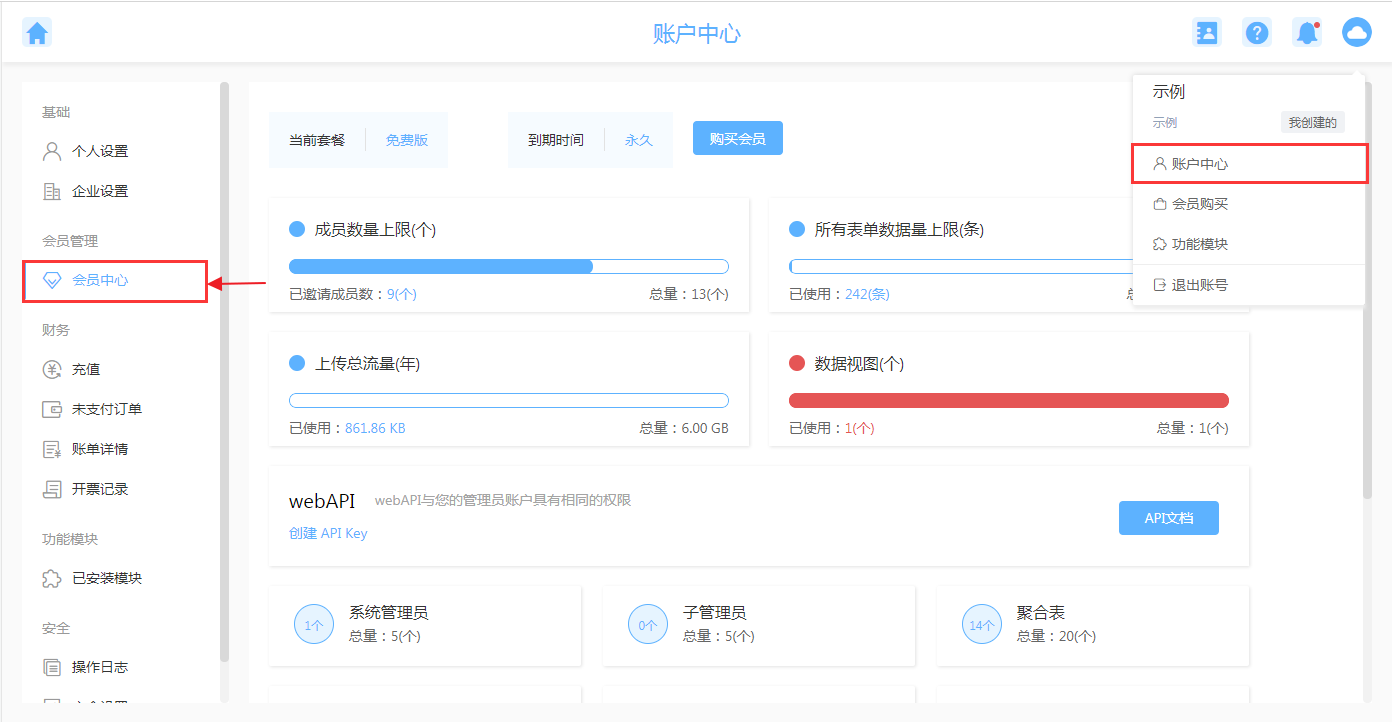 账户中心
示例
示例 我创建的
账户中心
会员购买
功能模块
退出账号
基础
个人设置
企业设置
会员管理
会员中心
财务
充值
未支付订单
账单详情
开票记录
功能模块
已安装模块
安全
操作日志
当前套餐 免费版 到期时间 永久 购买会员
成员数量上限(个)
已邀请成员数：9(个) 总量：13(个)
所有表单数据量上限(条)
已使用：242(条)
上传总流量(年)
已使用：861.86 KB 总量：6.00 GB
数据视图(个)
已使用：1(个) 总量：1(个)
webAPI webAPI与您的管理员账户具有相同的权限
创建 API Key
API文档
1个 系统管理员
总量：5(个)
0个 子管理员
总量：5(个)
14个 聚合表
总量：20(个)